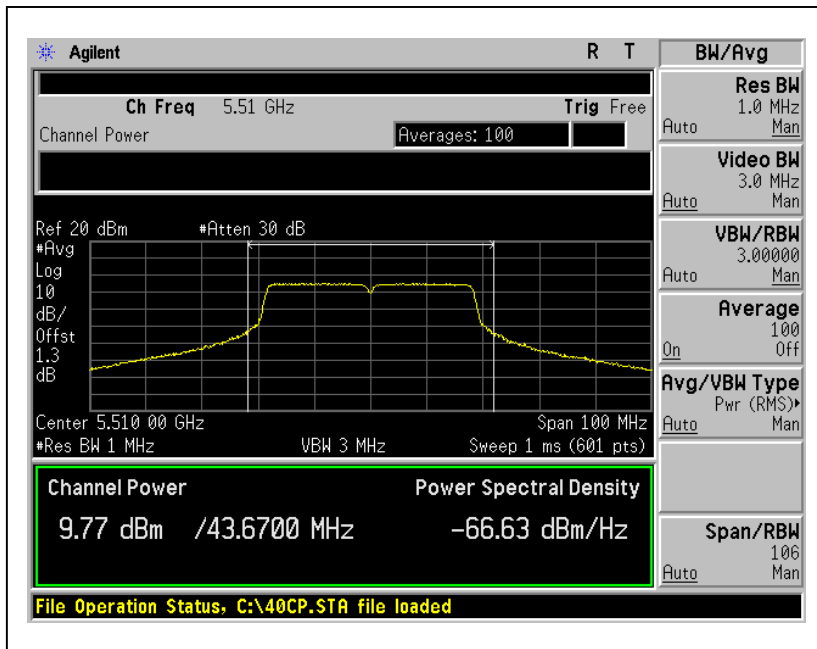 Agilent R T
Ch Freq 5.51 GHz Trig Free
Channel Power Averages: 100
Ref 20 dBm #Atten 30 dB
#Avg
Log
10
dB/
Offst
1.3
dB
Center 5.510 00 GHz Span 100 MHz
#Res BW 1 MHz VBW 3 MHz Sweep 1 ms (601 pts)
Channel Power Power Spectral Density
9.77 dBm /43.6700 MHz -66.63 dBm/Hz
File Operation Status, C:\40CP.STA file loaded
BW/Avg
Res BW
1.0 MHz
Auto Man
Video BW
3.0 MHz
Auto Man
VBW/RBW
3.00000
Auto Man
Average
100
On Off
Avg/VBW Type
Pwr (RMS)▸
Auto Man
Span/RBW
106
Auto Man